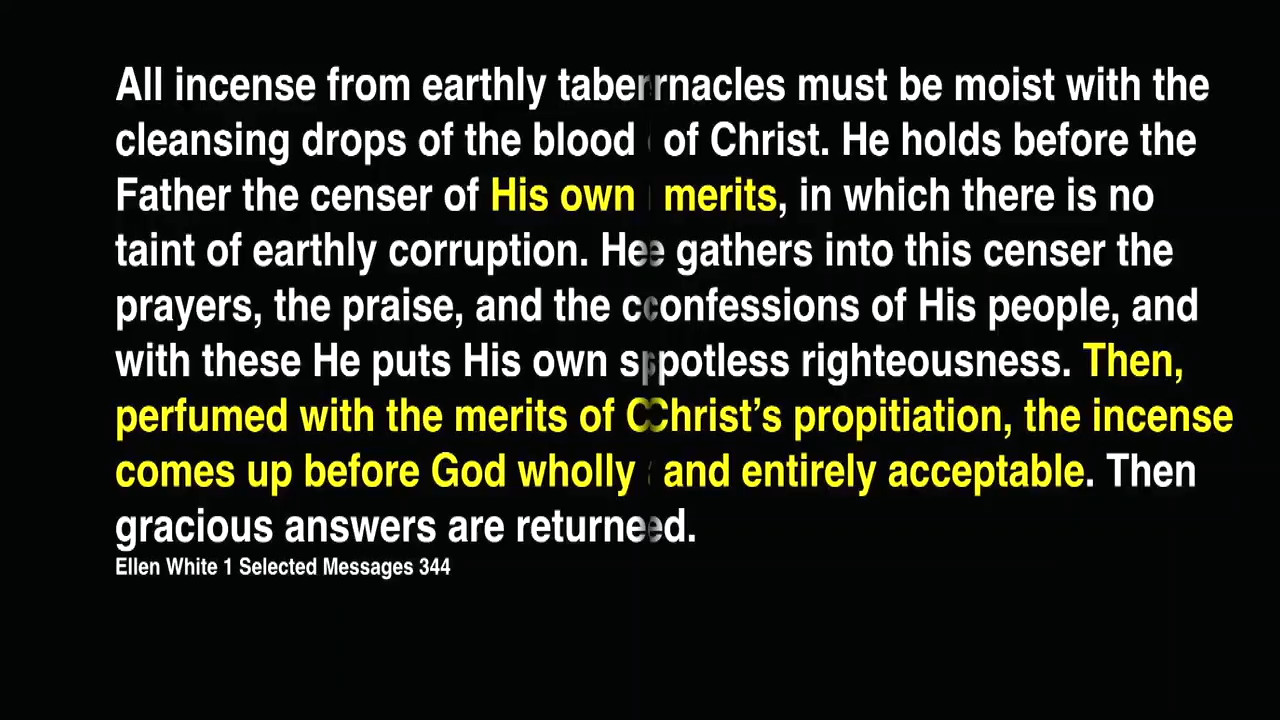 All incense from earthly tabernacles must be moist with the
cleansing drops of the blood of Christ. He holds before the
Father the censer of His own merits, in which there is no
taint of earthly corruption. He gathers into this censer the
prayers, the praise, and the confessions of His people, and
with these He puts His own spotless righteousness. Then,
perfumed with the merits of Christ’s propitiation, the incense
comes up before God wholly and entirely acceptable. Then
gracious answers are returned.
Ellen White 1 Selected Messages 344